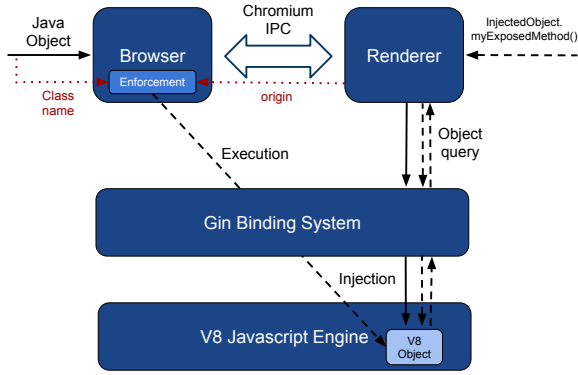 Java
Object
Browser
Enforcement
Chromium
IPC
Renderer
InjectedObject.
myExposedMethod()
Class
name
origin
Execution
Object
query
Gin Binding System
Injection
V8 Javascript Engine
V8
Object